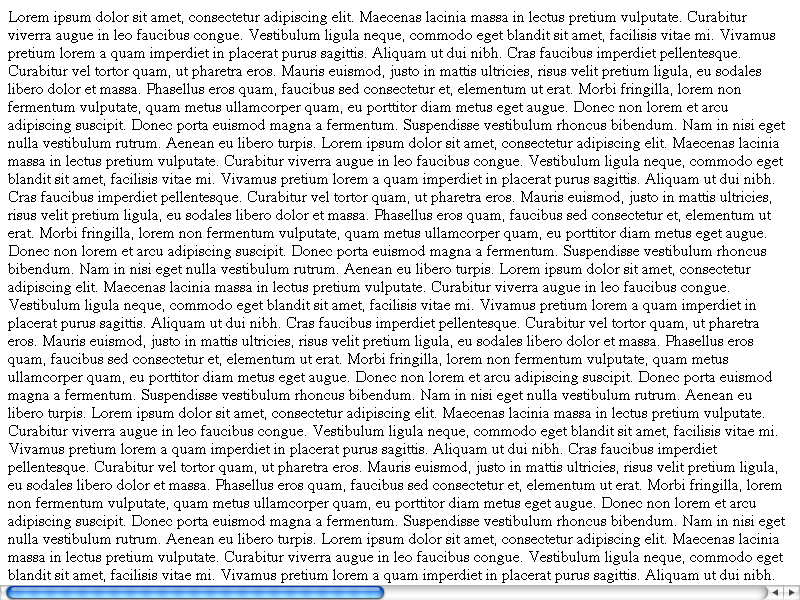 Lorem ipsum dolor sit amet, consectetur adipiscing elit. Maecenas lacinia massa in lectus pretium vulputate. Curabitur
viverra augue in leo faucibus congue. Vestibulum ligula neque, commodo eget blandit sit amet, facilisis vitae mi. Vivamus
pretium lorem a quam imperdiet in placerat purus sagittis. Aliquam ut dui nibh. Cras faucibus imperdiet pellentesque.
Curabitur vel tortor quam, ut pharetra eros. Mauris euismod, justo in mattis ultricies, risus velit pretium ligula, eu sodales
libero dolor et massa. Phasellus eros quam, faucibus sed consectetur et, elementum ut erat. Morbi fringilla, lorem non
fermentum vulputate, quam metus ullamcorper quam, eu porttitor diam metus eget augue. Donec non lorem et arcu
adipiscing suscipit. Donec porta euismod magna a fermentum. Suspendisse vestibulum rhoncus bibendum. Nam in nisi eget
nulla vestibulum rutrum. Aenean eu libero turpis. Lorem ipsum dolor sit amet, consectetur adipiscing elit. Maecenas lacinia
massa in lectus pretium vulputate. Curabitur viverra augue in leo faucibus congue. Vestibulum ligula neque, commodo eget
blandit sit amet, facilisis vitae mi. Vivamus pretium lorem a quam imperdiet in placerat purus sagittis. Aliquam ut dui nibh.
Cras faucibus imperdiet pellentesque. Curabitur vel tortor quam, ut pharetra eros. Mauris euismod, justo in mattis ultricies,
risus velit pretium ligula, eu sodales libero dolor et massa. Phasellus eros quam, faucibus sed consectetur et, elementum ut
erat. Morbi fringilla, lorem non fermentum vulputate, quam metus ullamcorper quam, eu porttitor diam metus eget augue.
Donec non lorem et arcu adipiscing suscipit. Donec porta euismod magna a fermentum. Suspendisse vestibulum rhoncus
bibendum. Nam in nisi eget nulla vestibulum rutrum. Aenean eu libero turpis. Lorem ipsum dolor sit amet, consectetur
adipiscing elit. Maecenas lacinia massa in lectus pretium vulputate. Curabitur viverra augue in leo faucibus congue.
Vestibulum ligula neque, commodo eget blandit sit amet, facilisis vitae mi. Vivamus pretium lorem a quam imperdiet in
placerat purus sagittis. Aliquam ut dui nibh. Cras faucibus imperdiet pellentesque. Curabitur vel tortor quam, ut pharetra
eros. Mauris euismod, justo in mattis ultricies, risus velit pretium ligula, eu sodales libero dolor et massa. Phasellus eros
quam, faucibus sed consectetur et, elementum ut erat. Morbi fringilla, lorem non fermentum vulputate, quam metus
ullamcorper quam, eu porttitor diam metus eget augue. Donec non lorem et arcu adipiscing suscipit. Donec porta euismod
magna a fermentum. Suspendisse vestibulum rhoncus bibendum. Nam in nisi eget nulla vestibulum rutrum. Aenean eu
libero turpis. Lorem ipsum dolor sit amet, consectetur adipiscing elit. Maecenas lacinia massa in lectus pretium vulputate.
Curabitur viverra augue in leo faucibus congue. Vestibulum ligula neque, commodo eget blandit sit amet, facilisis vitae mi.
Vivamus pretium lorem a quam imperdiet in placerat purus sagittis. Aliquam ut dui nibh. Cras faucibus imperdiet
pellentesque. Curabitur vel tortor quam, ut pharetra eros. Mauris euismod, justo in mattis ultricies, risus velit pretium ligula,
eu sodales libero dolor et massa. Phasellus eros quam, faucibus sed consectetur et, elementum ut erat. Morbi fringilla, lorem
non fermentum vulputate, quam metus ullamcorper quam, eu porttitor diam metus eget augue. Donec non lorem et arcu
adipiscing suscipit. Donec porta euismod magna a fermentum. Suspendisse vestibulum rhoncus bibendum. Nam in nisi eget
nulla vestibulum rutrum. Aenean eu libero turpis. Lorem ipsum dolor sit amet, consectetur adipiscing elit. Maecenas lacinia
massa in lectus pretium vulputate. Curabitur viverra augue in leo faucibus congue. Vestibulum ligula neque, commodo eget
blandit sit amet, facilisis vitae mi. Vivamus pretium lorem a quam imperdiet in placerat purus sagittis. Aliquam ut dui nibh.